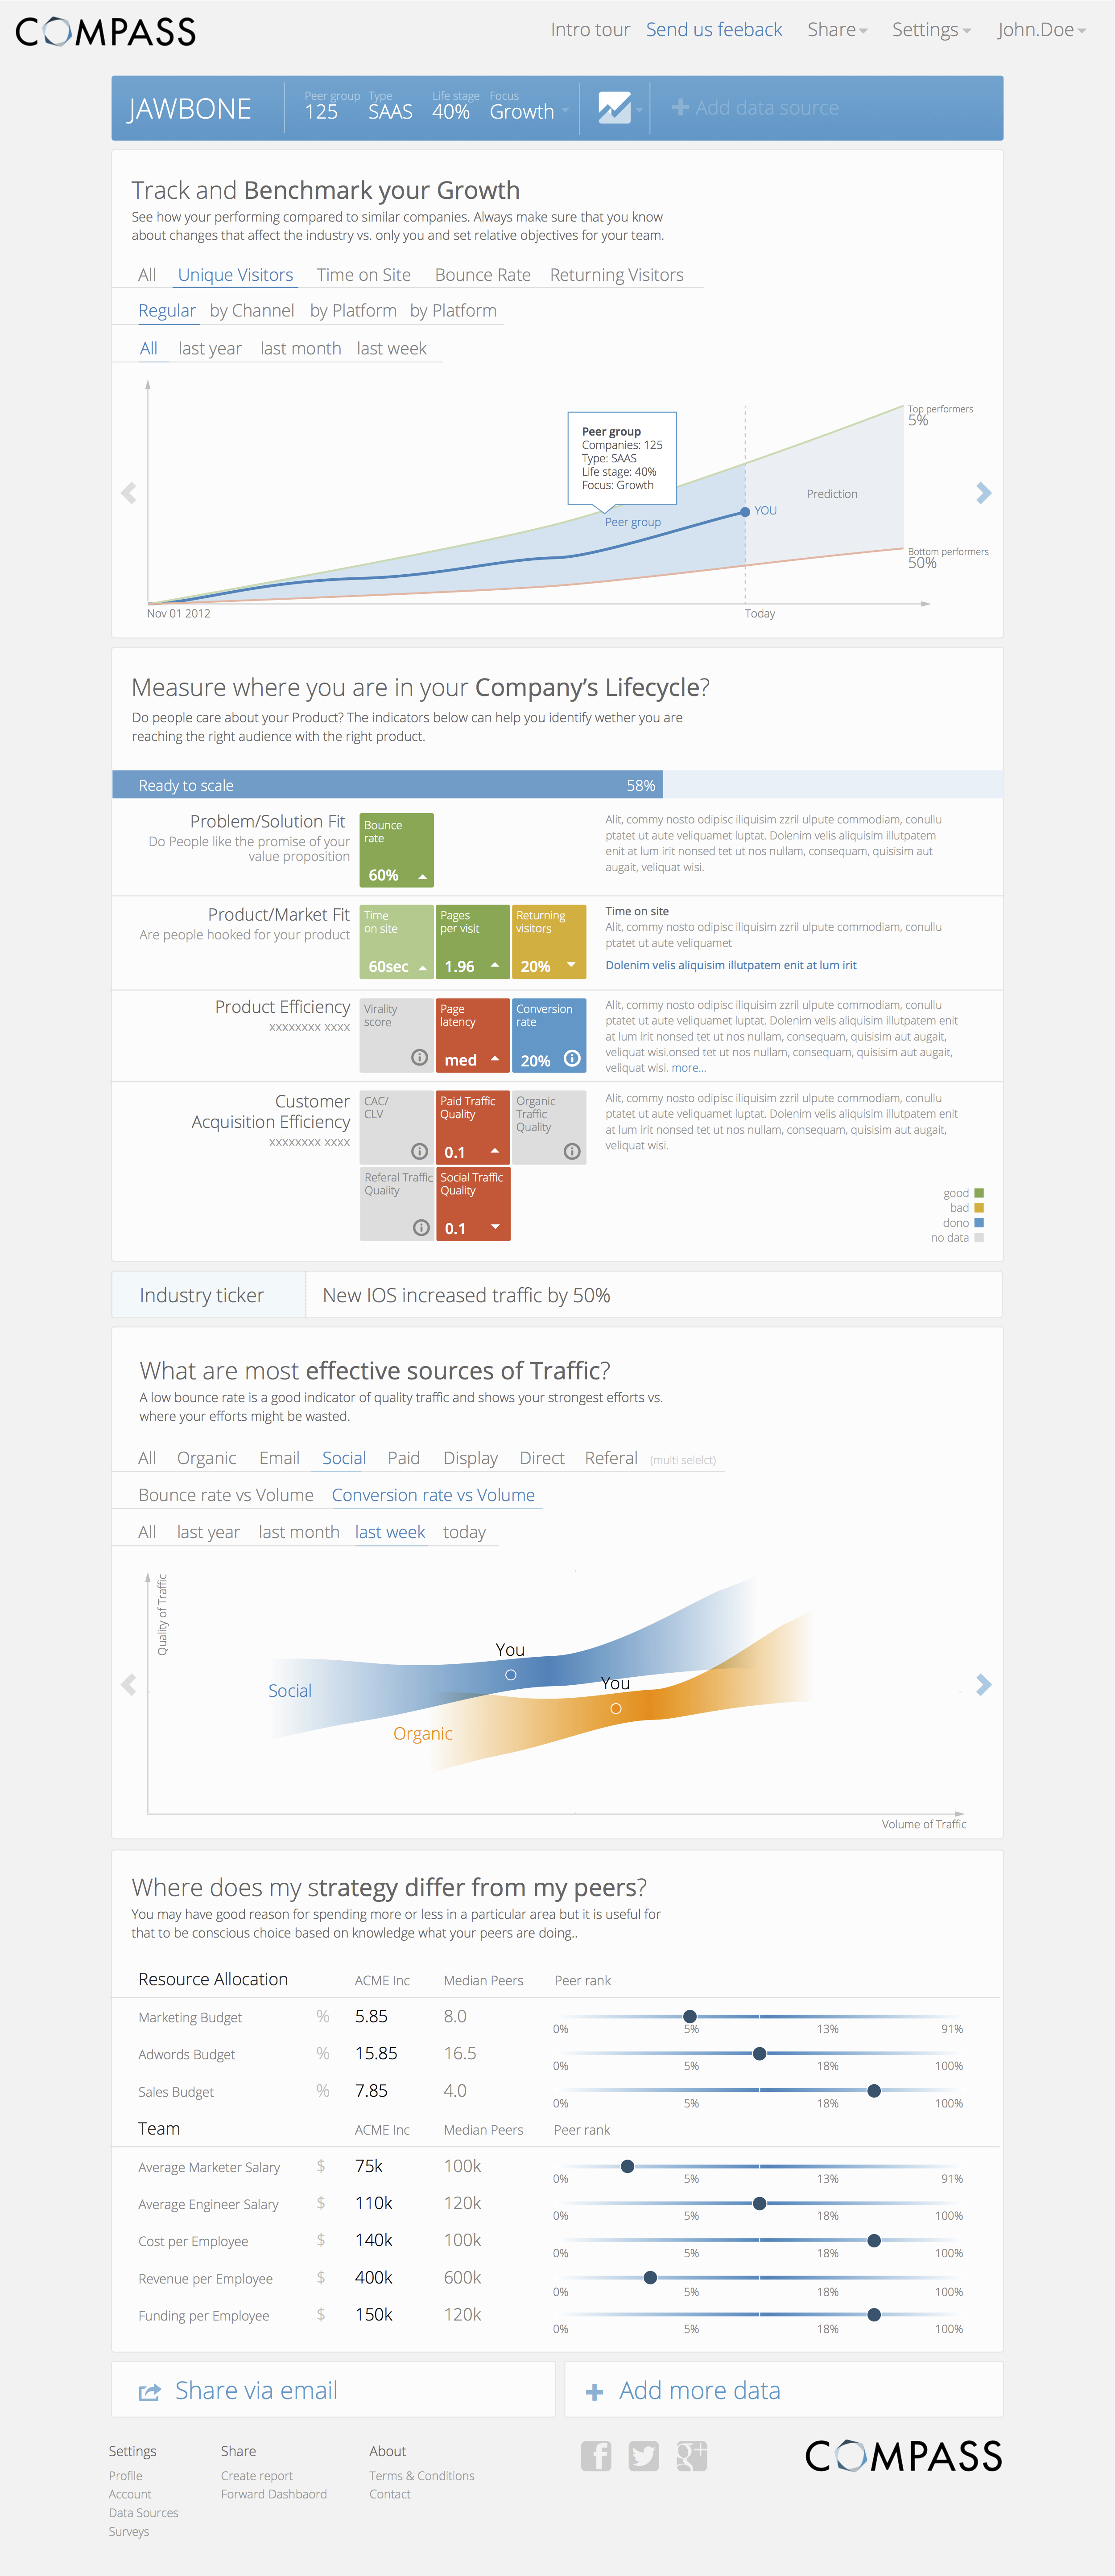 COMPASS
Intro tour Send us feeback Share Settings John.Doe
JAWBONE
Peer group Type Life stage Focus
125 SAAS 40% Growth
Add data source
Track and Benchmark your Growth
See how your performing compared to similar companies. Always make sure that you know
about changes that affect the industry vs. only you and set relative objectives for your team.
All Unique Visitors Time on Site Bounce Rate Returning Visitors
Regular by Channel by Platform by Platform
All last year last month last week
Top performers
5%
Peer group
Companies: 125
Type: SAAS
Life stage: 40%
Focus: Growth
Prediction
YOU
Peer group
Bottom performers
50%
Nov 01 2012
Today
Measure where you are in your Company's Lifecycle?
Do people care about your Product? The indicators below can help you identify wether you are
reaching the right audience with the right product.
Ready to scale 58%
Problem/Solution Fit
Do People like the promise of your
value proposition
Bounce
rate
60%
Alit, commy nosto odipisc iliquisim zzril ulpute commodiam, conullu
ptatet ut aute veliquamet luptat. Dolenim velis aliquisim illutpatem
enit at lum irit nonsed tet ut nos nullam, consequam, quisisim aut
augait, veliquat wisi.
Product/Market Fit
Are people hooked for your product
Time
on site
60sec
Pages
per visit
1.96
Returning
visitors
20%
Time on site
Alit, commy nosto odipisc iliquisim zzril ulpute commodiam, conullu
ptatet ut aute veliquamet
Dolenim velis aliquisim illutpatem enit at lum irit
Product Efficiency
xxxxxxxx xxxx
Virality
score
Page
latency
med
Conversion
rate
20%
Alit, commy nosto odipisc iliquisim zzril ulpute commodiam, conullu
ptatet ut aute veliquamet luptat. Dolenim velis aliquisim illutpatem enit
at lum irit nonsed tet ut nos nullam, consequam, quisisim aut augait,
veliquat wisi.onsed tet ut nos nullam, consequam, quisisim aut augait,
veliquat wisi. more...
Customer
Acquisition Efficiency
xxxxxxxx xxxx
CAC/
CLV
Paid Traffic
Quality
0.1
Organic
Traffic
Quality
Alit, commy nosto odipisc iliquisim zzril ulpute commodiam, conullu
ptatet ut aute veliquamet luptat. Dolenim velis aliquisim illutpatem enit
at lum irit nonsed tet ut nos nullam, consequam, quisisim aut augait,
veliquat wisi.
Referal Traffic
Quality
Social Traffic
Quality
0.1
good
bad
dono
no data
Industry ticker
New IOS increased traffic by 50%
What are most effective sources of Traffic?
A low bounce rate is a good indicator of quality traffic and shows your strongest efforts vs.
where your efforts might be wasted.
All Organic Email Social Paid Display Direct Referal (multi selelct)
Bounce rate vs Volume Conversion rate vs Volume
All last year last month last week today
Quality of Traffic
You
You
Social
Organic
Volume of Traffic
Where does my strategy differ from my peers?
You may have good reason for spending more or less in a particular area but it is useful for
that to be conscious choice based on knowledge what your peers are doing..
Resource Allocation ACME Inc Median Peers Peer rank
Marketing Budget % 5.85 8.0
0% 5% 13% 91%
Adwords Budget % 15.85 16.5
0% 5% 18% 100%
Sales Budget % 7.85 4.0
0% 5% 18% 100%
Team ACME Inc Median Peers Peer rank
Average Marketer Salary $ 75k 100k
0% 5% 13% 91%
Average Engineer Salary $ 110k 120k
0% 5% 18% 100%
Cost per Employee $ 140k 100k
0% 5% 18% 100%
Revenue per Employee $ 400k 600k
0% 5% 18% 100%
Funding per Employee $ 150k 120k
0% 5% 18% 100%
Share via email
Add more data
Settings
Profile
Account
Data Sources
Surveys
Share
Create report
Forward Dashbaord
About
Terms & Conditions
Contact
COMPASS